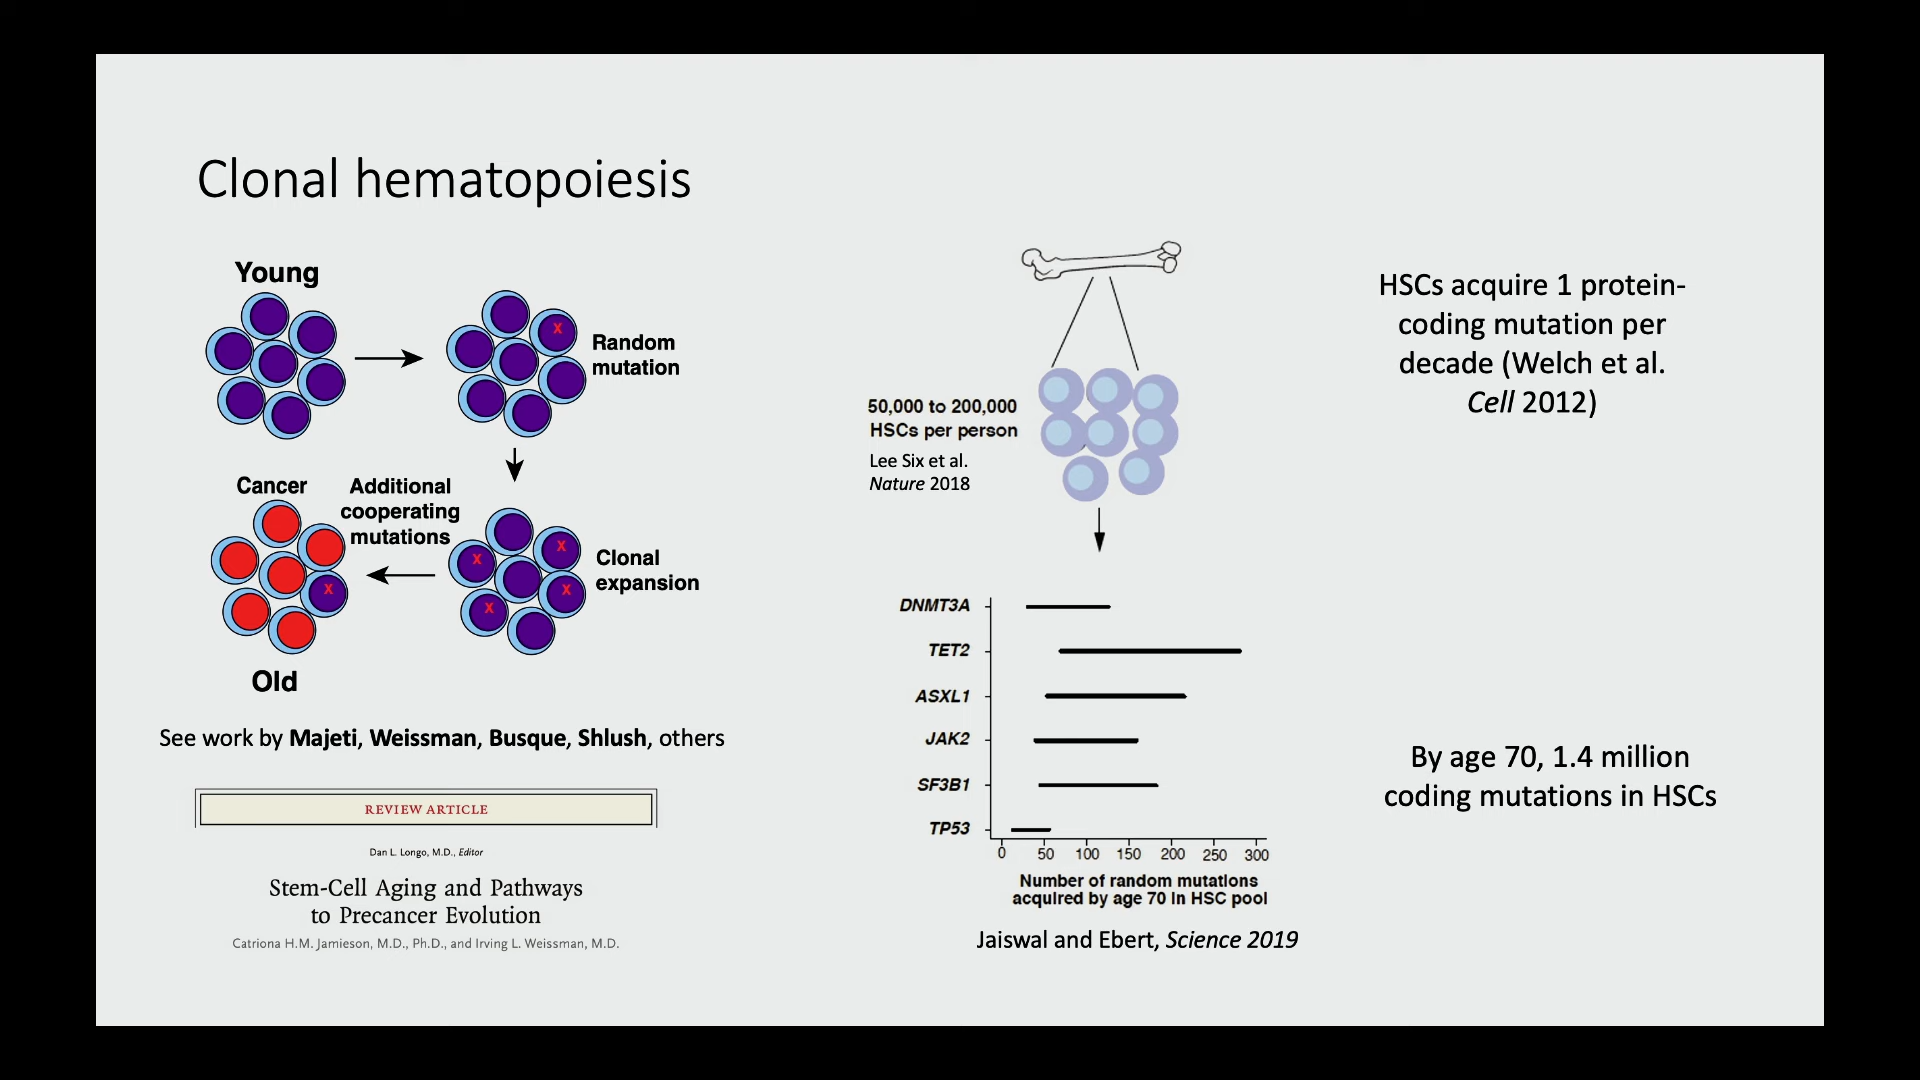 Clonal hematopoiesis
Young
x
Random
mutation
Cancer
Additional
cooperating
mutations
x
x
x
x
x
Clonal
expansion
Old
See work by Majeti, Weissman, Busque, Shlush, others
REVIEW ARTICLE
Dan L. Longo, M.D., Editor
Stem-Cell Aging and Pathways
to Precancer Evolution
Catriona H.M. Jamieson, M.D., Ph.D., and Irving L. Weissman, M.D.
50,000 to 200,000
HSCs per person
Lee Six et al.
Nature 2018
DNMT3A
TET2
ASXL1
JAK2
SF3B1
TP53
0 50 100 150 200 250 300
Number of random mutations
acquired by age 70 in HSC pool
Jaiswal and Ebert, Science 2019
HSCs acquire 1 protein-
coding mutation per
decade (Welch et al.
Cell 2012)
By age 70, 1.4 million
coding mutations in HSCs